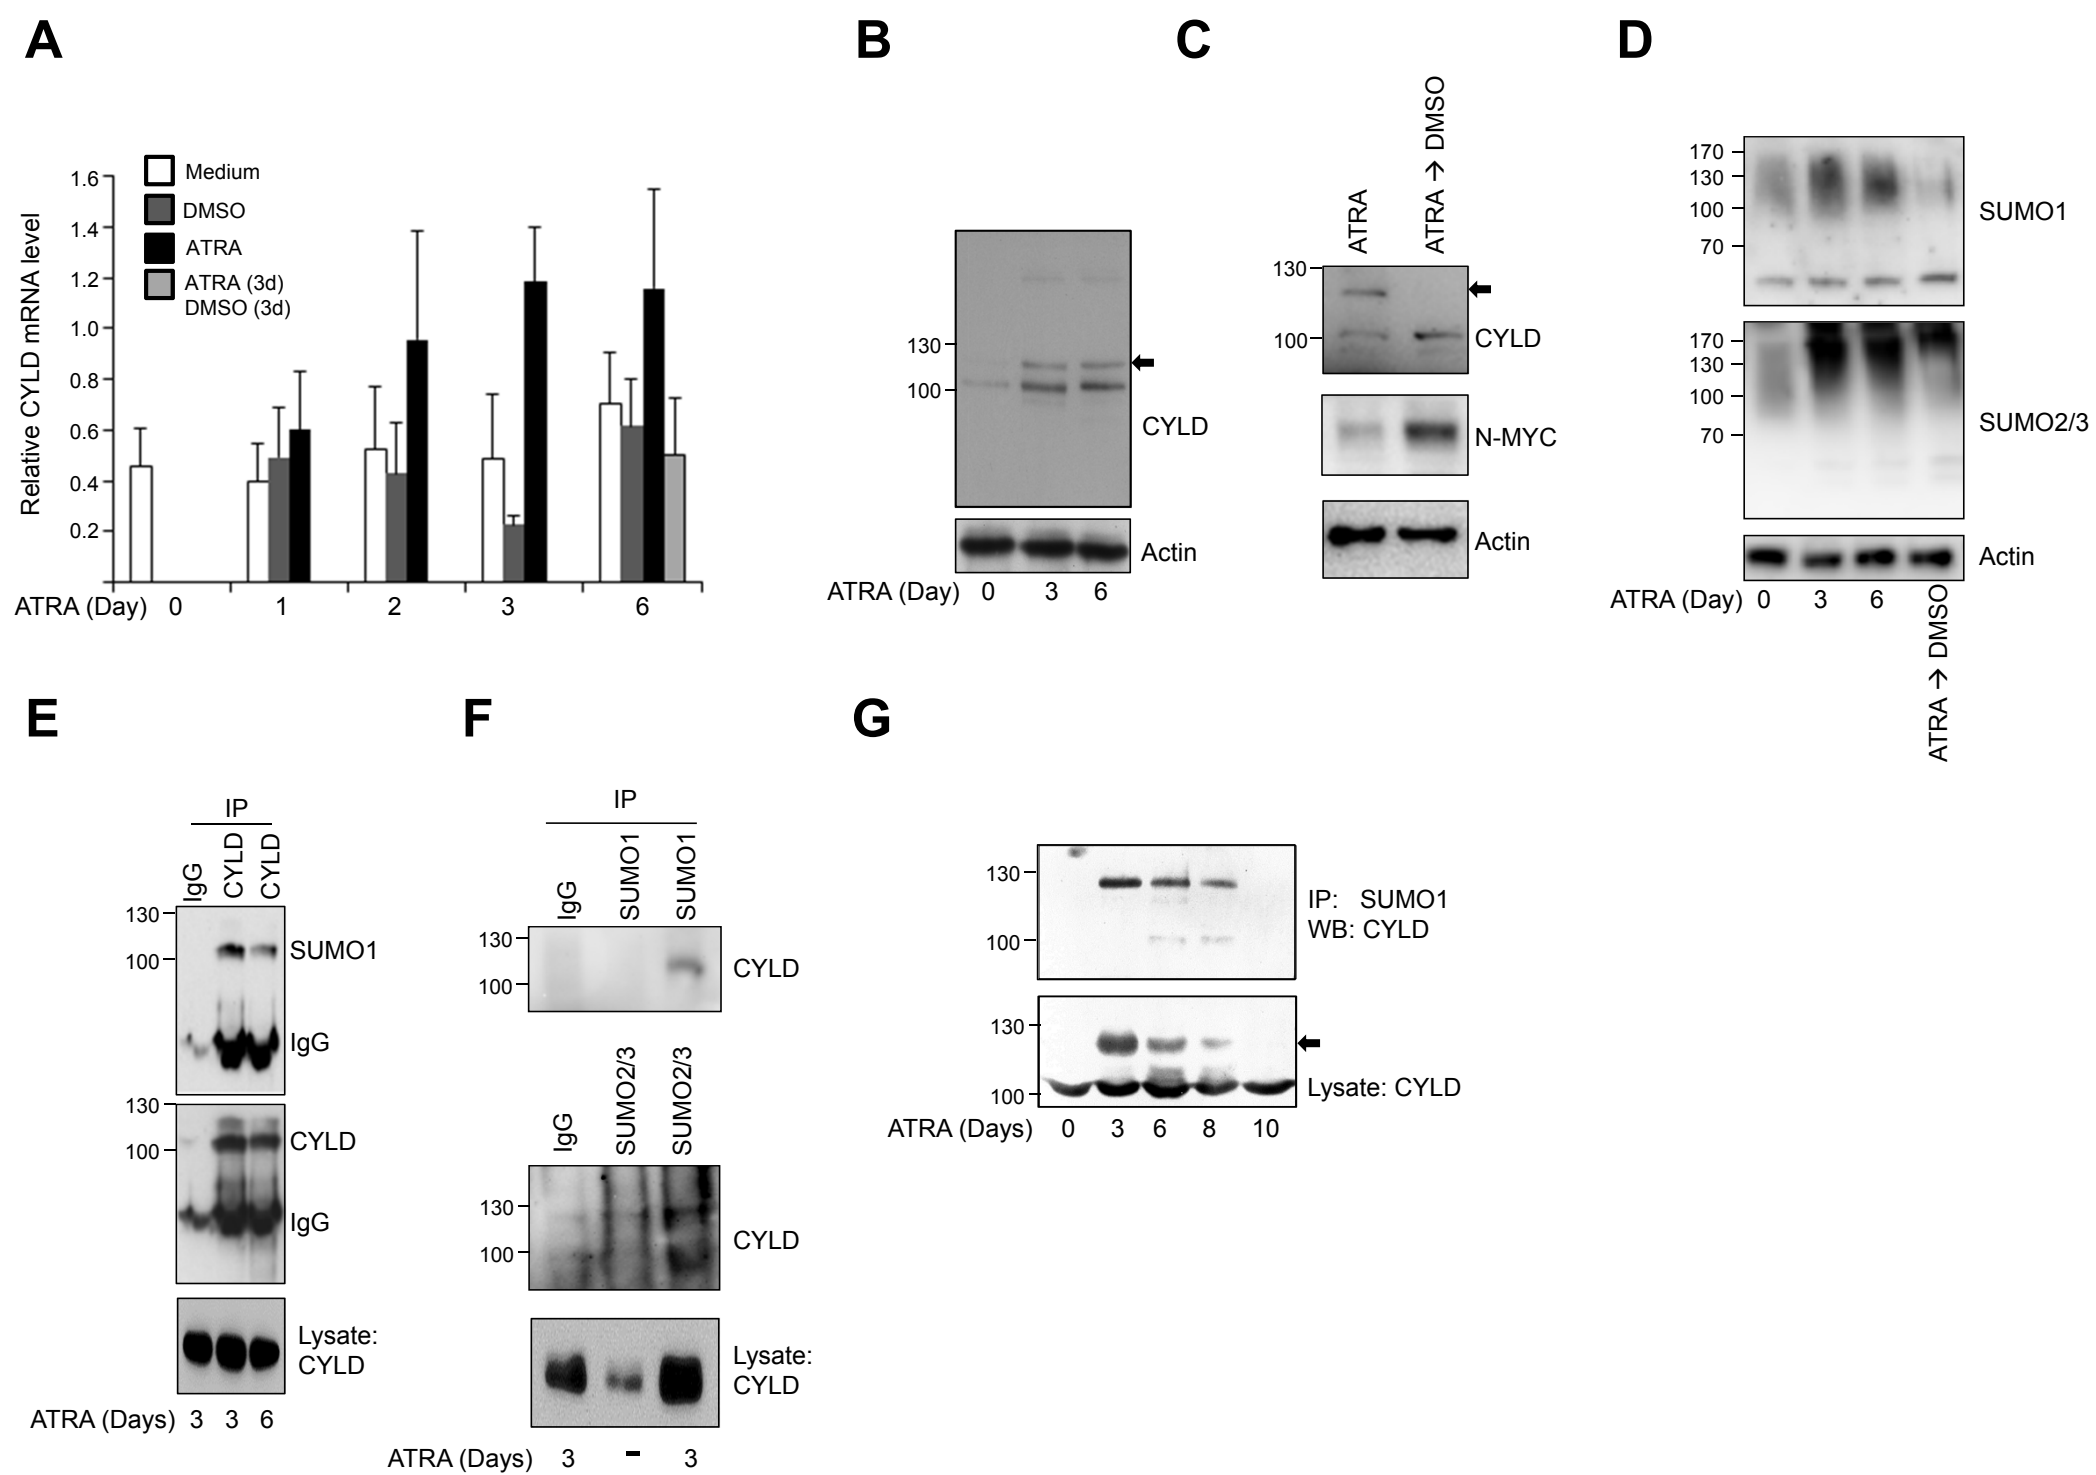 A
Relative CYLD mRNA level
1.6
1.4
1.2
1.0
0.8
0.6
0.4
0.2
Medium
DMSO
ATRA
ATRA (3d)
DMSO (3d)
ATRA (Day) 0 1 2 3 6
B
130
100
CYLD
Actin
ATRA (Day) 0 3 6
C
ATRA
ATRA → DMSO
130
100
CYLD
N-MYC
Actin
D
170
130
100
70
SUMO1
170
130
100
70
SUMO2/3
Actin
ATRA (Day) 0 3 6 ATRA → DMSO
E
IP
IgG CYLD CYLD
130
100
SUMO1
IgG
130
100
CYLD
IgG
Lysate:
CYLD
ATRA (Days) 3 3 6
F
IP
IgG SUMO1 SUMO1
130
100
CYLD
IgG SUMO2/3 SUMO2/3
130
100
CYLD
Lysate:
CYLD
ATRA (Days) 3 - 3
G
130
100
IP: SUMO1
WB: CYLD
130
100
Lysate: CYLD
ATRA (Days) 0 3 6 8 10